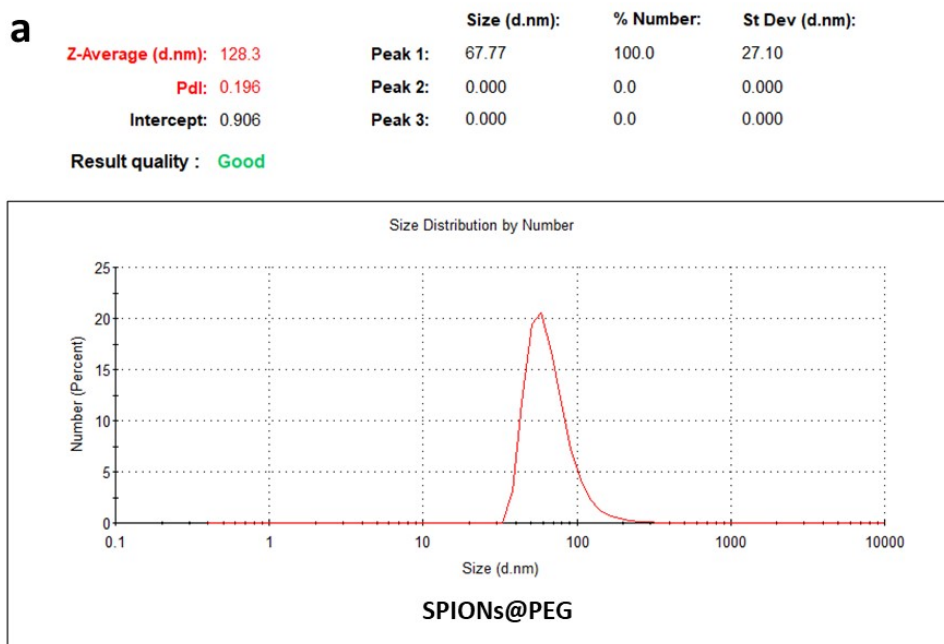 a
Size (d.nm): % Number: St Dev (d.nm):
Z-Average (d.nm): 128.3 Peak 1: 67.77 100.0 27.10
PdI: 0.196 Peak 2: 0.000 0.0 0.000
Intercept: 0.906 Peak 3: 0.000 0.0 0.000
Result quality : Good
Size Distribution by Number
25
20
15
10
5
0
Number (Percent)
0.1 1 10 100 1000 10000
Size (d.nm)
SPIONs@PEG